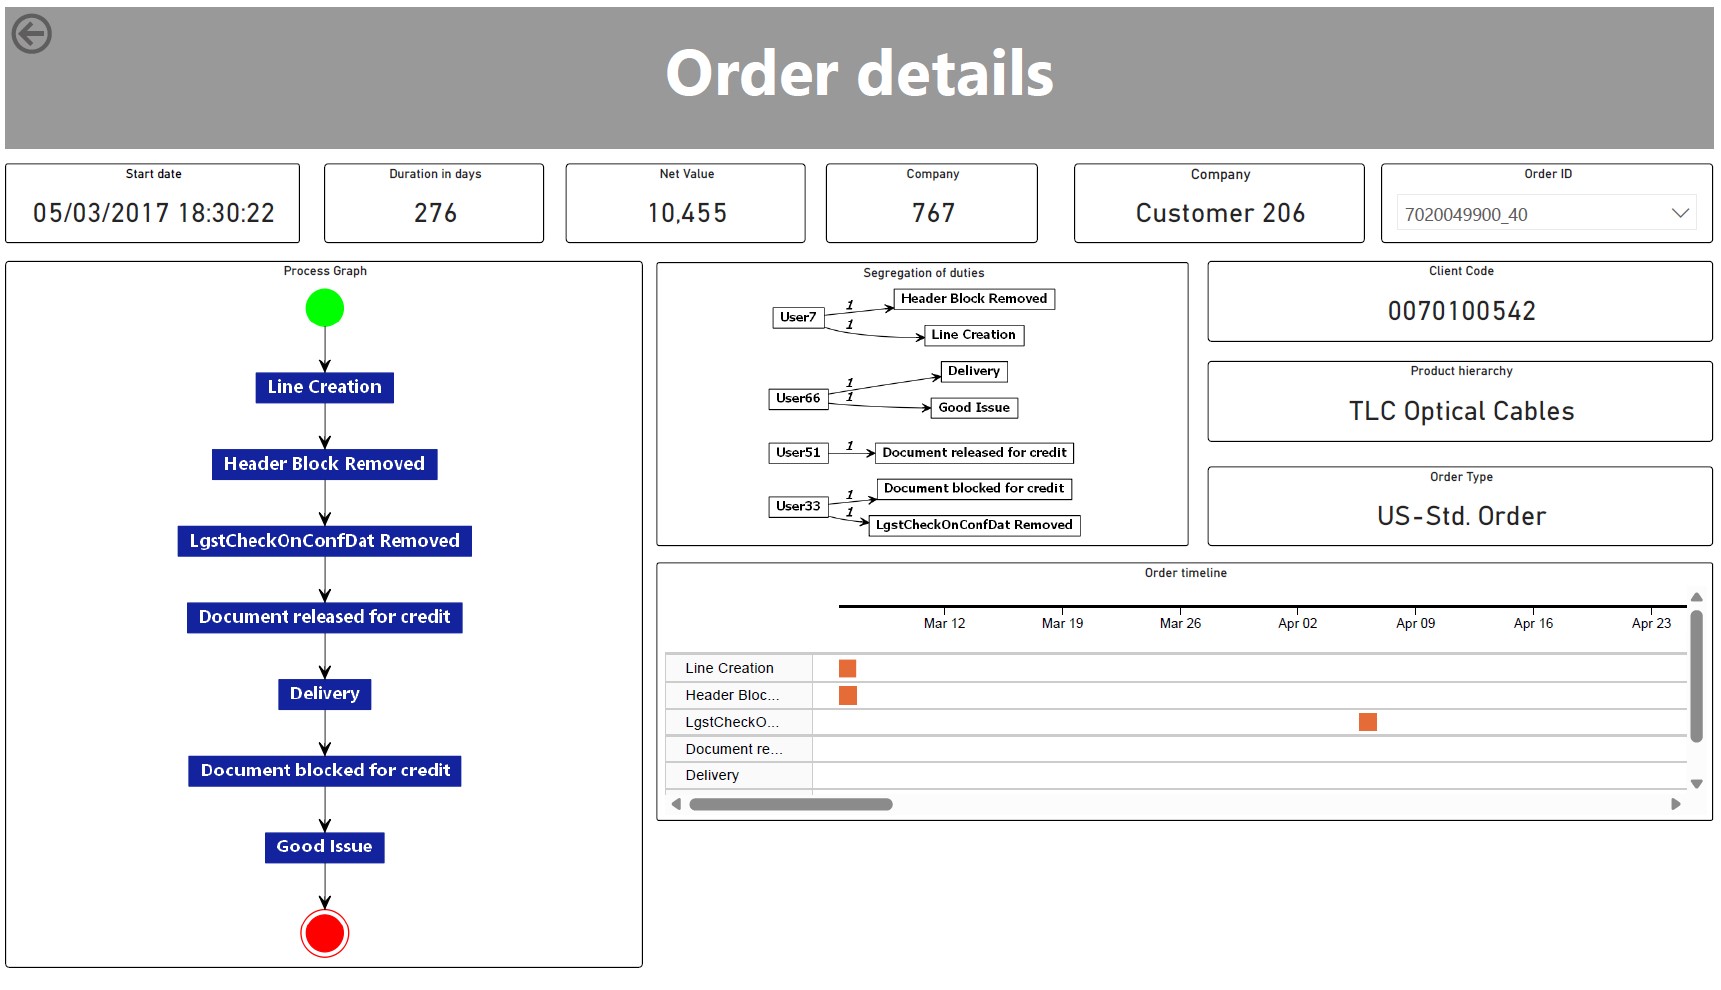 Order details
Start date
05/03/2017 18:30:22
Duration in days
276
Net Value
10,455
Company
767
Company
Customer 206
Order ID
7020049900_40
Process Graph
Line Creation
Header Block Removed
LgstCheckOnConfDat Removed
Document released for credit
Delivery
Document blocked for credit
Good Issue
Segregation of duties
User7
1
Header Block Removed
1
Line Creation
User66
1
Delivery
1
Good Issue
User51
1
Document released for credit
User33
1
Document blocked for credit
1
LgstCheckOnConfDat Removed
Client Code
0070100542
Product hierarchy
TLC Optical Cables
Order Type
US-Std. Order
Order timeline
Mar 12 Mar 19 Mar 26 Apr 02 Apr 09 Apr 16 Apr 23
Line Creation
Header Bloc...
LgstCheckO...
Document re...
Delivery